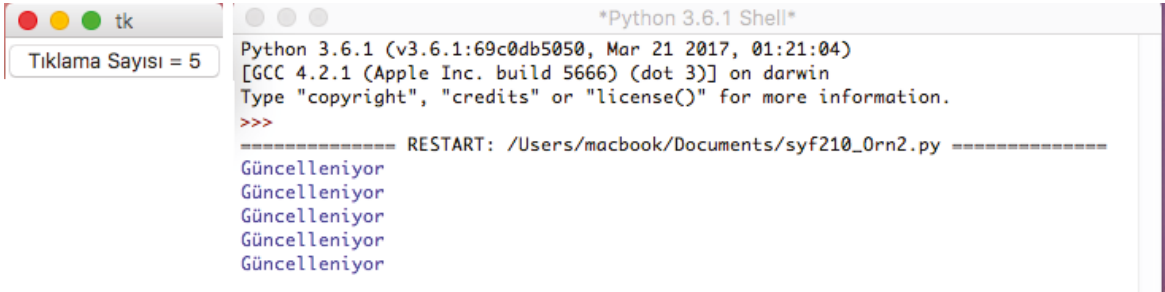 tk
Tıklama Sayısı = 5
*Python 3.6.1 Shell*
Python 3.6.1 (v3.6.1:69c0db5050, Mar 21 2017, 01:21:04)
[GCC 4.2.1 (Apple Inc. build 5666) (dot 3)] on darwin
Type "copyright", "credits" or "license()" for more information.
>>>
============== RESTART: /Users/macbook/Documents/syf210_Orn2.py ==============
Güncelleniyor
Güncelleniyor
Güncelleniyor
Güncelleniyor
Güncelleniyor